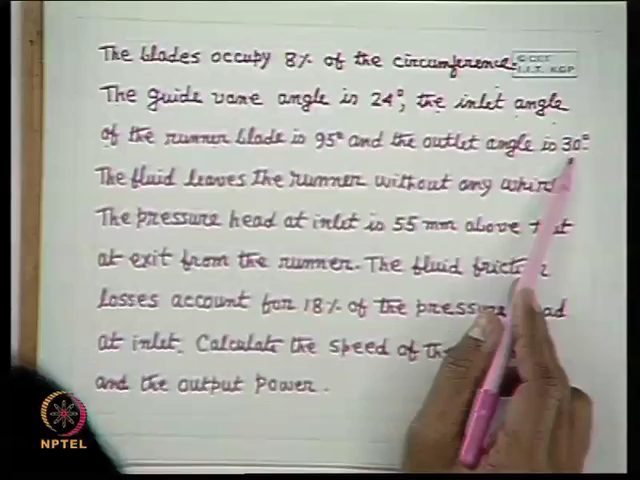 The blades occupy 8% of the circumference.
The guide vane angle is 24°, the inlet angle
of the runner blade is 95° and the outlet angle is 30°
The fluid leaves the runner without any whirl
The pressure head at inlet is 55 mm above
at exit from the runner. The fluid friction
losses account for 18% of the pressure
at inlet. Calculate the speed of
and the output power.
I.I.T. KGP
NPTEL